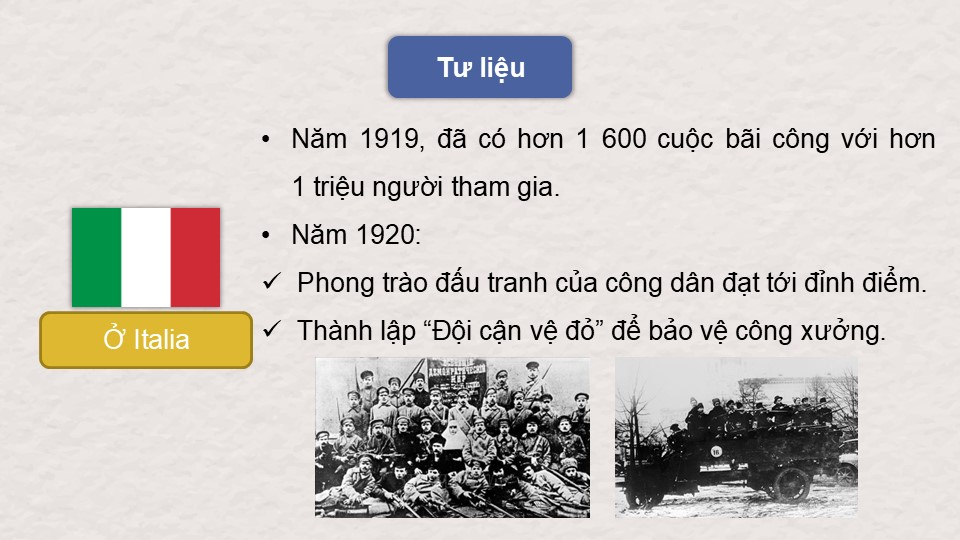 Tư liệu
• Năm 1919, đã có hơn 1 600 cuộc bãi công với hơn
1 triệu người tham gia.
• Năm 1920:
✓ Phong trào đấu tranh của công dân đạt tới đỉnh điểm.
✓ Thành lập “Đội cận vệ đỏ” để bảo vệ công xưởng.
Ở Italia